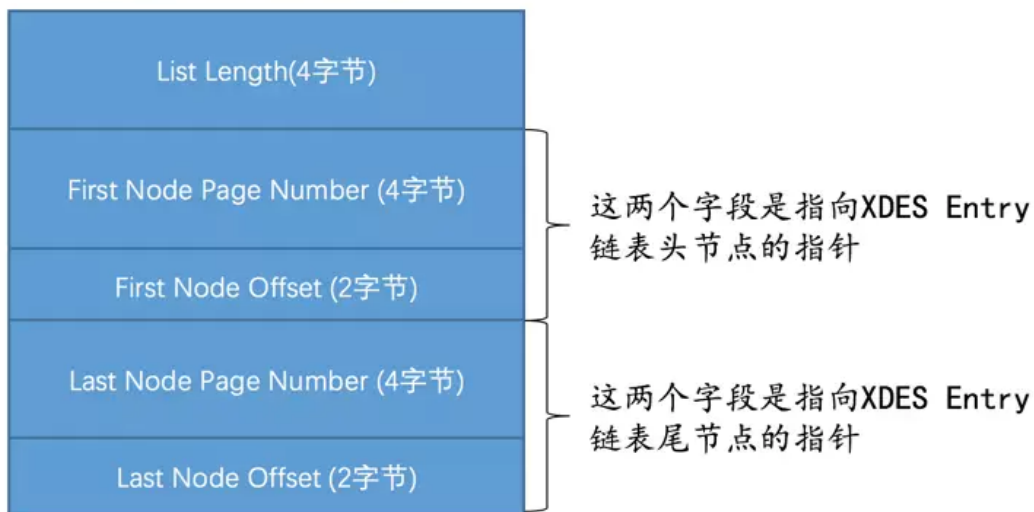 List Length(4字节)
First Node Page Number (4字节)
这两个字段是指向XDES Entry
链表头节点的指针
First Node Offset (2字节)
Last Node Page Number (4字节)
这两个字段是指向XDES Entry
链表尾节点的指针
Last Node Offset (2字节)